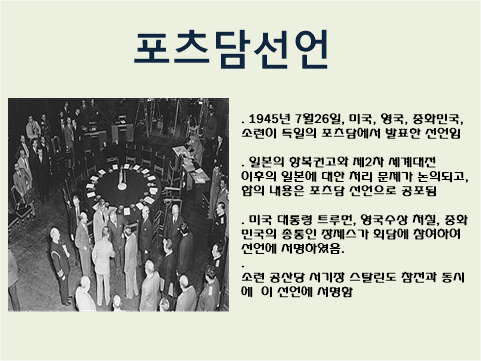 포츠담선언
. 1945년 7월26일, 미국, 영국, 중화민국,
소련이 독일의 포츠담에서 발표한 선언임
. 일본의 항복권고와 제2차 세계대전
이후의 일본에 대한 처리 문제가 논의되고,
합의 내용은 포츠담 선언으로 공포됨
. 미국 대통령 트루먼, 영국수상 처칠, 중화
민국의 총통인 장제스가 회담에 참여하여
선언에 서명하였음.
.
소련 공산당 서기장 스탈린도 참전과 동시
에 이 선언에 서명함